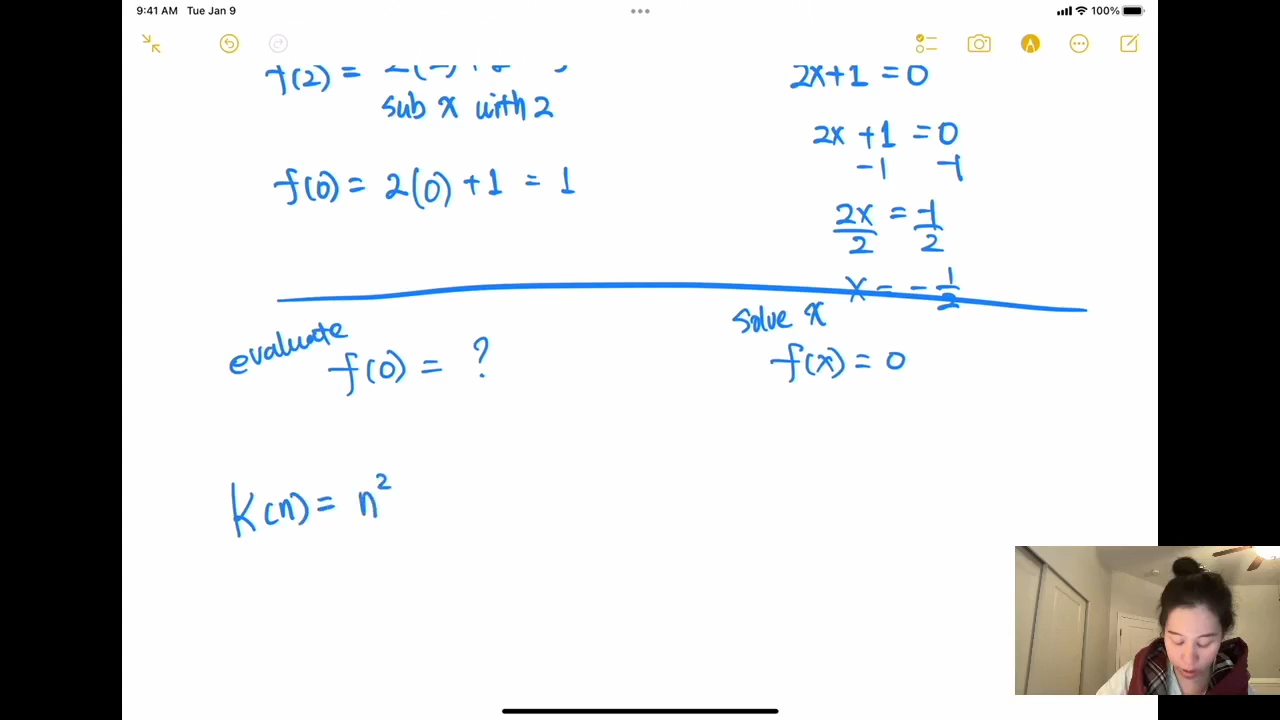 9:41 AM Tue Jan 9
100%
f(2) =
sub x with 2
f(0) = 2(0) + 1 = 1
2x+1 = 0
2x +1 = 0
-1 -1
2x = -1
2 2
x = - 1
2
evaluate
f(0) = ?
solve x
f(x) = 0
K(n) = n²